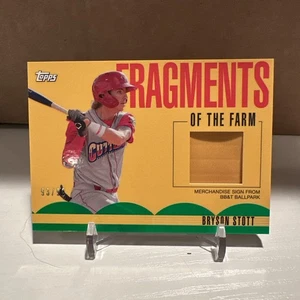 Topps
FRAGMENTS
OF THE FARM
MERCHANDISE SIGN FROM
BB&T BALLPARK
BRYSON STOTT